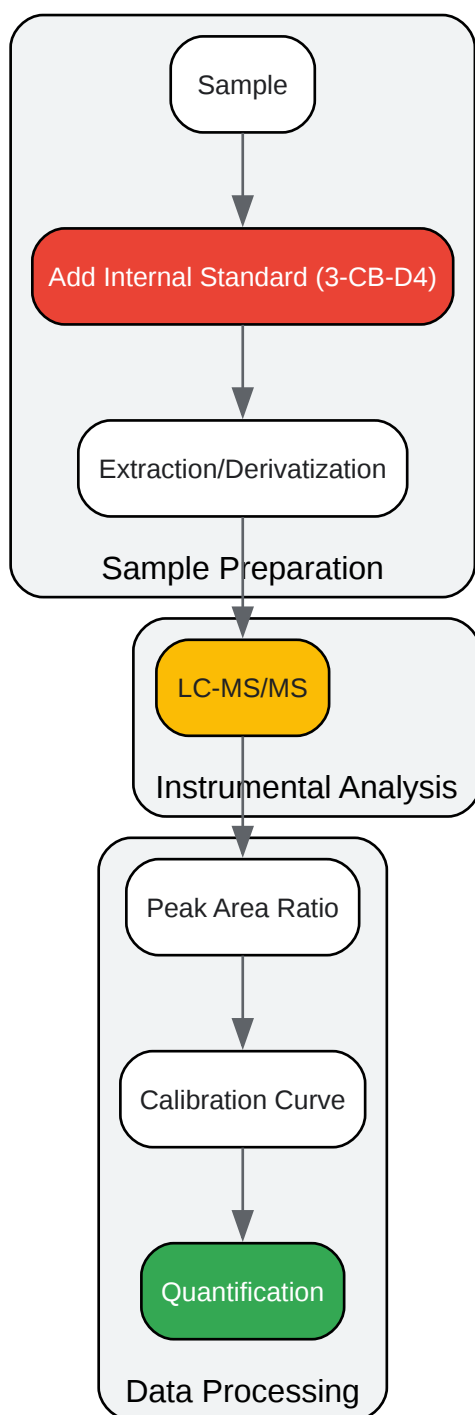 Sample
Add Internal Standard (3-CB-D4)
Extraction/Derivatization
Sample Preparation
LC-MS/MS
Instrumental Analysis
Peak Area Ratio
Calibration Curve
Quantification
Data Processing